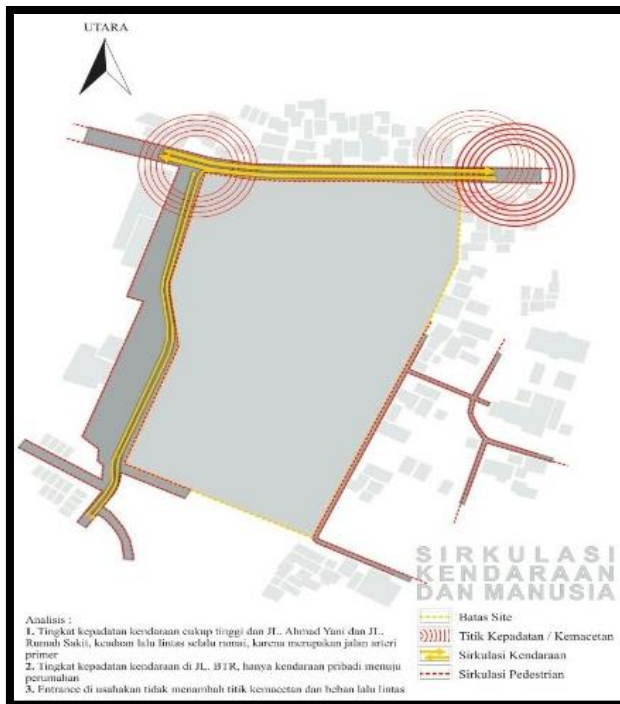 UTARA
SIRKULASI
KENDARAAN
DAN MANUSIA
Analisis :
1. Tingkat kepadatan kendaraan cukup tinggi dan JL. Ahmad Yani dan JL.
Rumah Sakit, keadaan lalu lintas selalu ramai, karena merupakan jalan arteri
primer
2. Tingkat kepadatan kendaraan di JL. BTR, hanya kendaraan pribadi menuju
perumahan
3. Entrance di usahakan tidak menambah titik kemacetan dan beban lalu lintas
Batas Site
Titik Kepadatan / Kemacetan
Sirkulasi Kendaraan
Sirkulasi Pedestrian